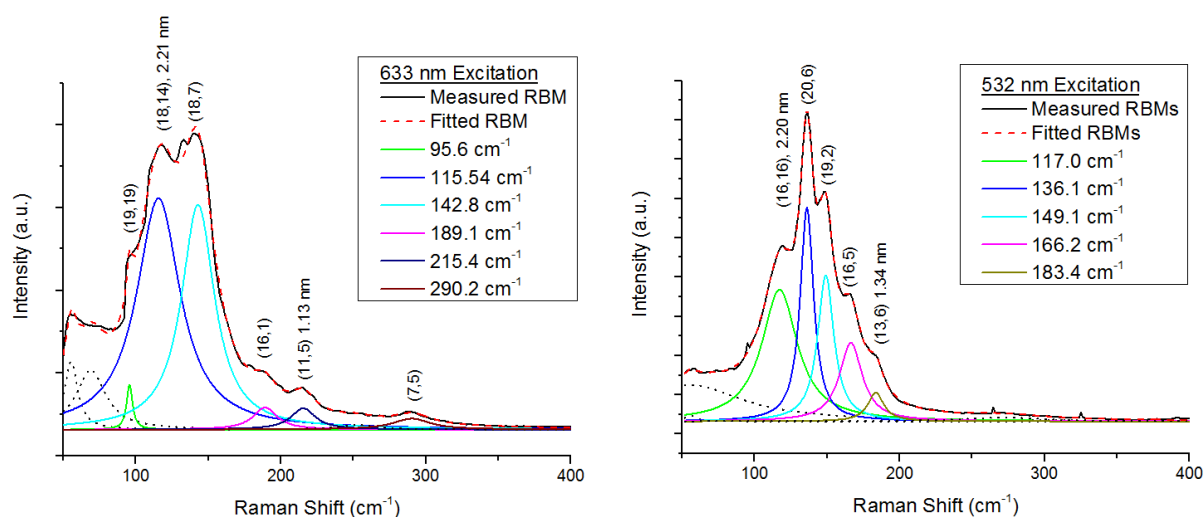 633 nm Excitation
Measured RBM
Fitted RBM
95.6 cm⁻¹
115.54 cm⁻¹
142.8 cm⁻¹
189.1 cm⁻¹
215.4 cm⁻¹
290.2 cm⁻¹
(19,19)
(18,14), 2.21 nm
(18,7)
(16,1)
(11,5) 1.13 nm
(7,5)
Intensity (a.u.)
100 200 300 400
Raman Shift (cm⁻¹)
532 nm Excitation
Measured RBMs
Fitted RBMs
117.0 cm⁻¹
136.1 cm⁻¹
149.1 cm⁻¹
166.2 cm⁻¹
183.4 cm⁻¹
(16,16), 2.20 nm
(20,6)
(19,2)
(16,5)
(13,6) 1.34 nm
Intensity (a.u.)
100 200 300 400
Raman Shift (cm⁻¹)